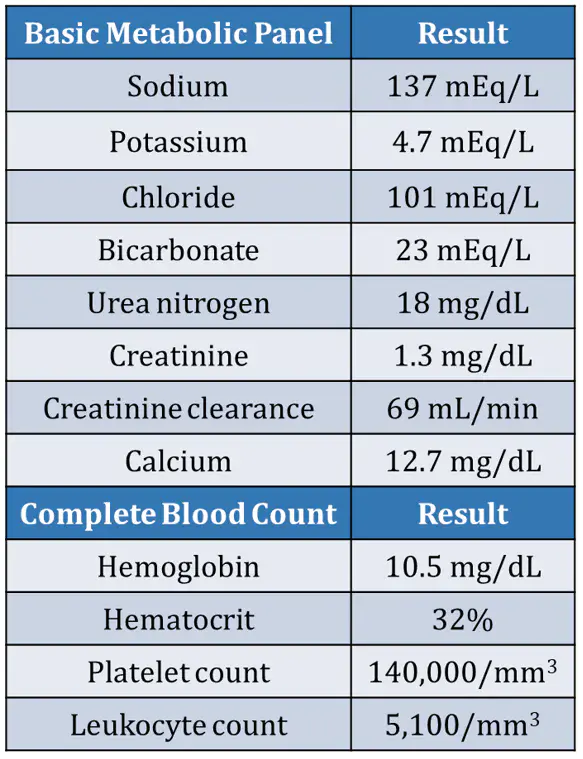 Basic Metabolic Panel Result
Sodium 137 mEq/L
Potassium 4.7 mEq/L
Chloride 101 mEq/L
Bicarbonate 23 mEq/L
Urea nitrogen 18 mg/dL
Creatinine 1.3 mg/dL
Creatinine clearance 69 mL/min
Calcium 12.7 mg/dL
Complete Blood Count Result
Hemoglobin 10.5 mg/dL
Hematocrit 32%
Platelet count 140,000/mm³
Leukocyte count 5,100/mm³